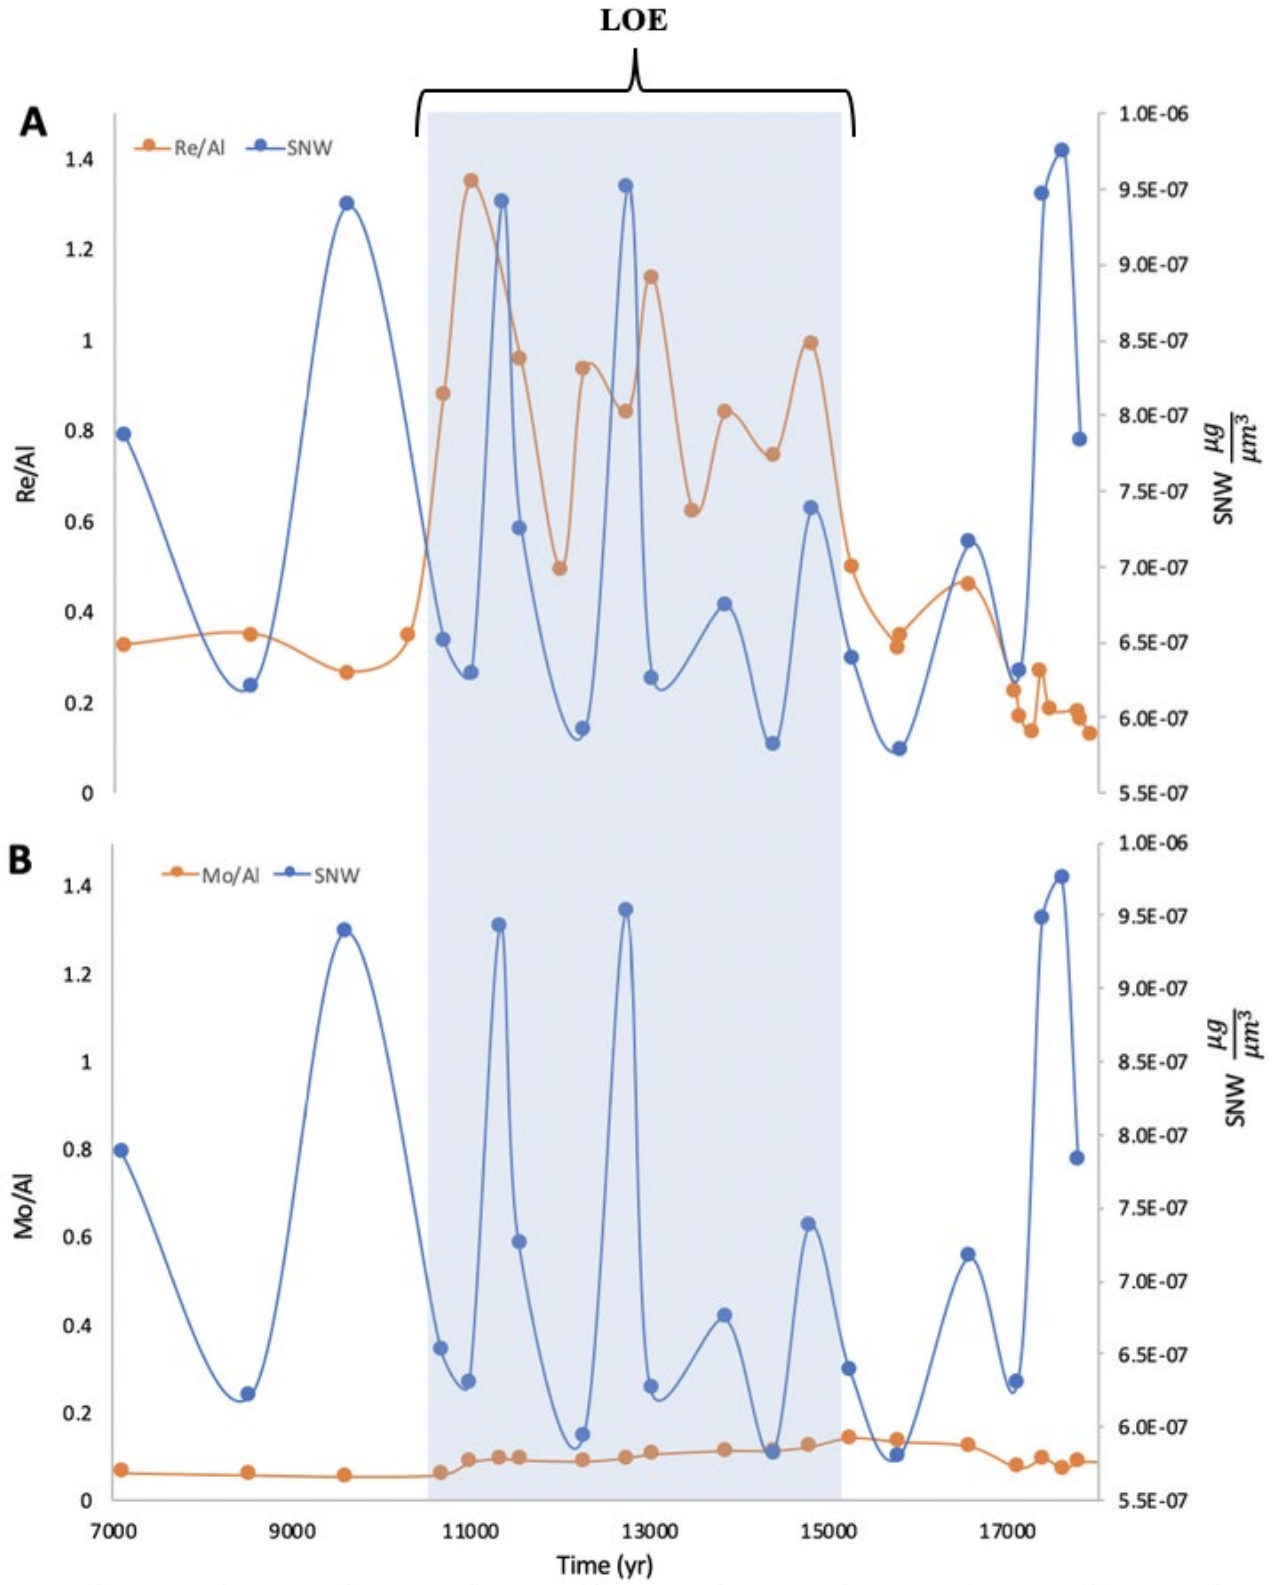 LOE
A
Re/Al SNW
1.4
1.2
1
0.8
0.6
0.4
0.2
0
Re/Al
1.0E-06
9.5E-07
9.0E-07
8.5E-07
8.0E-07
7.5E-07
7.0E-07
6.5E-07
6.0E-07
5.5E-07
SNW μg/μm³
B
Mo/Al SNW
1.4
1.2
1
0.8
0.6
0.4
0.2
0
Mo/Al
1.0E-06
9.5E-07
9.0E-07
8.5E-07
8.0E-07
7.5E-07
7.0E-07
6.5E-07
6.0E-07
5.5E-07
SNW μg/μm³
7000 9000 11000 13000 15000 17000
Time (yr)